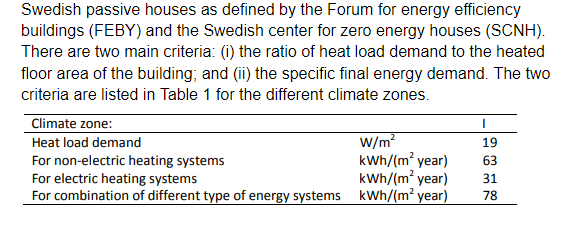 Swedish passive houses as defined by the Forum for energy efficiency
buildings (FEBY) and the Swedish center for zero energy houses (SCNH).
There are two main criteria: (i) the ratio of heat load demand to the heated
floor area of the building; and (ii) the specific final energy demand. The two
criteria are listed in Table 1 for the different climate zones.
Climate zone: I
Heat load demand W/m² 19
For non-electric heating systems kWh/(m² year) 63
For electric heating systems kWh/(m² year) 31
For combination of different type of energy systems kWh/(m² year) 78